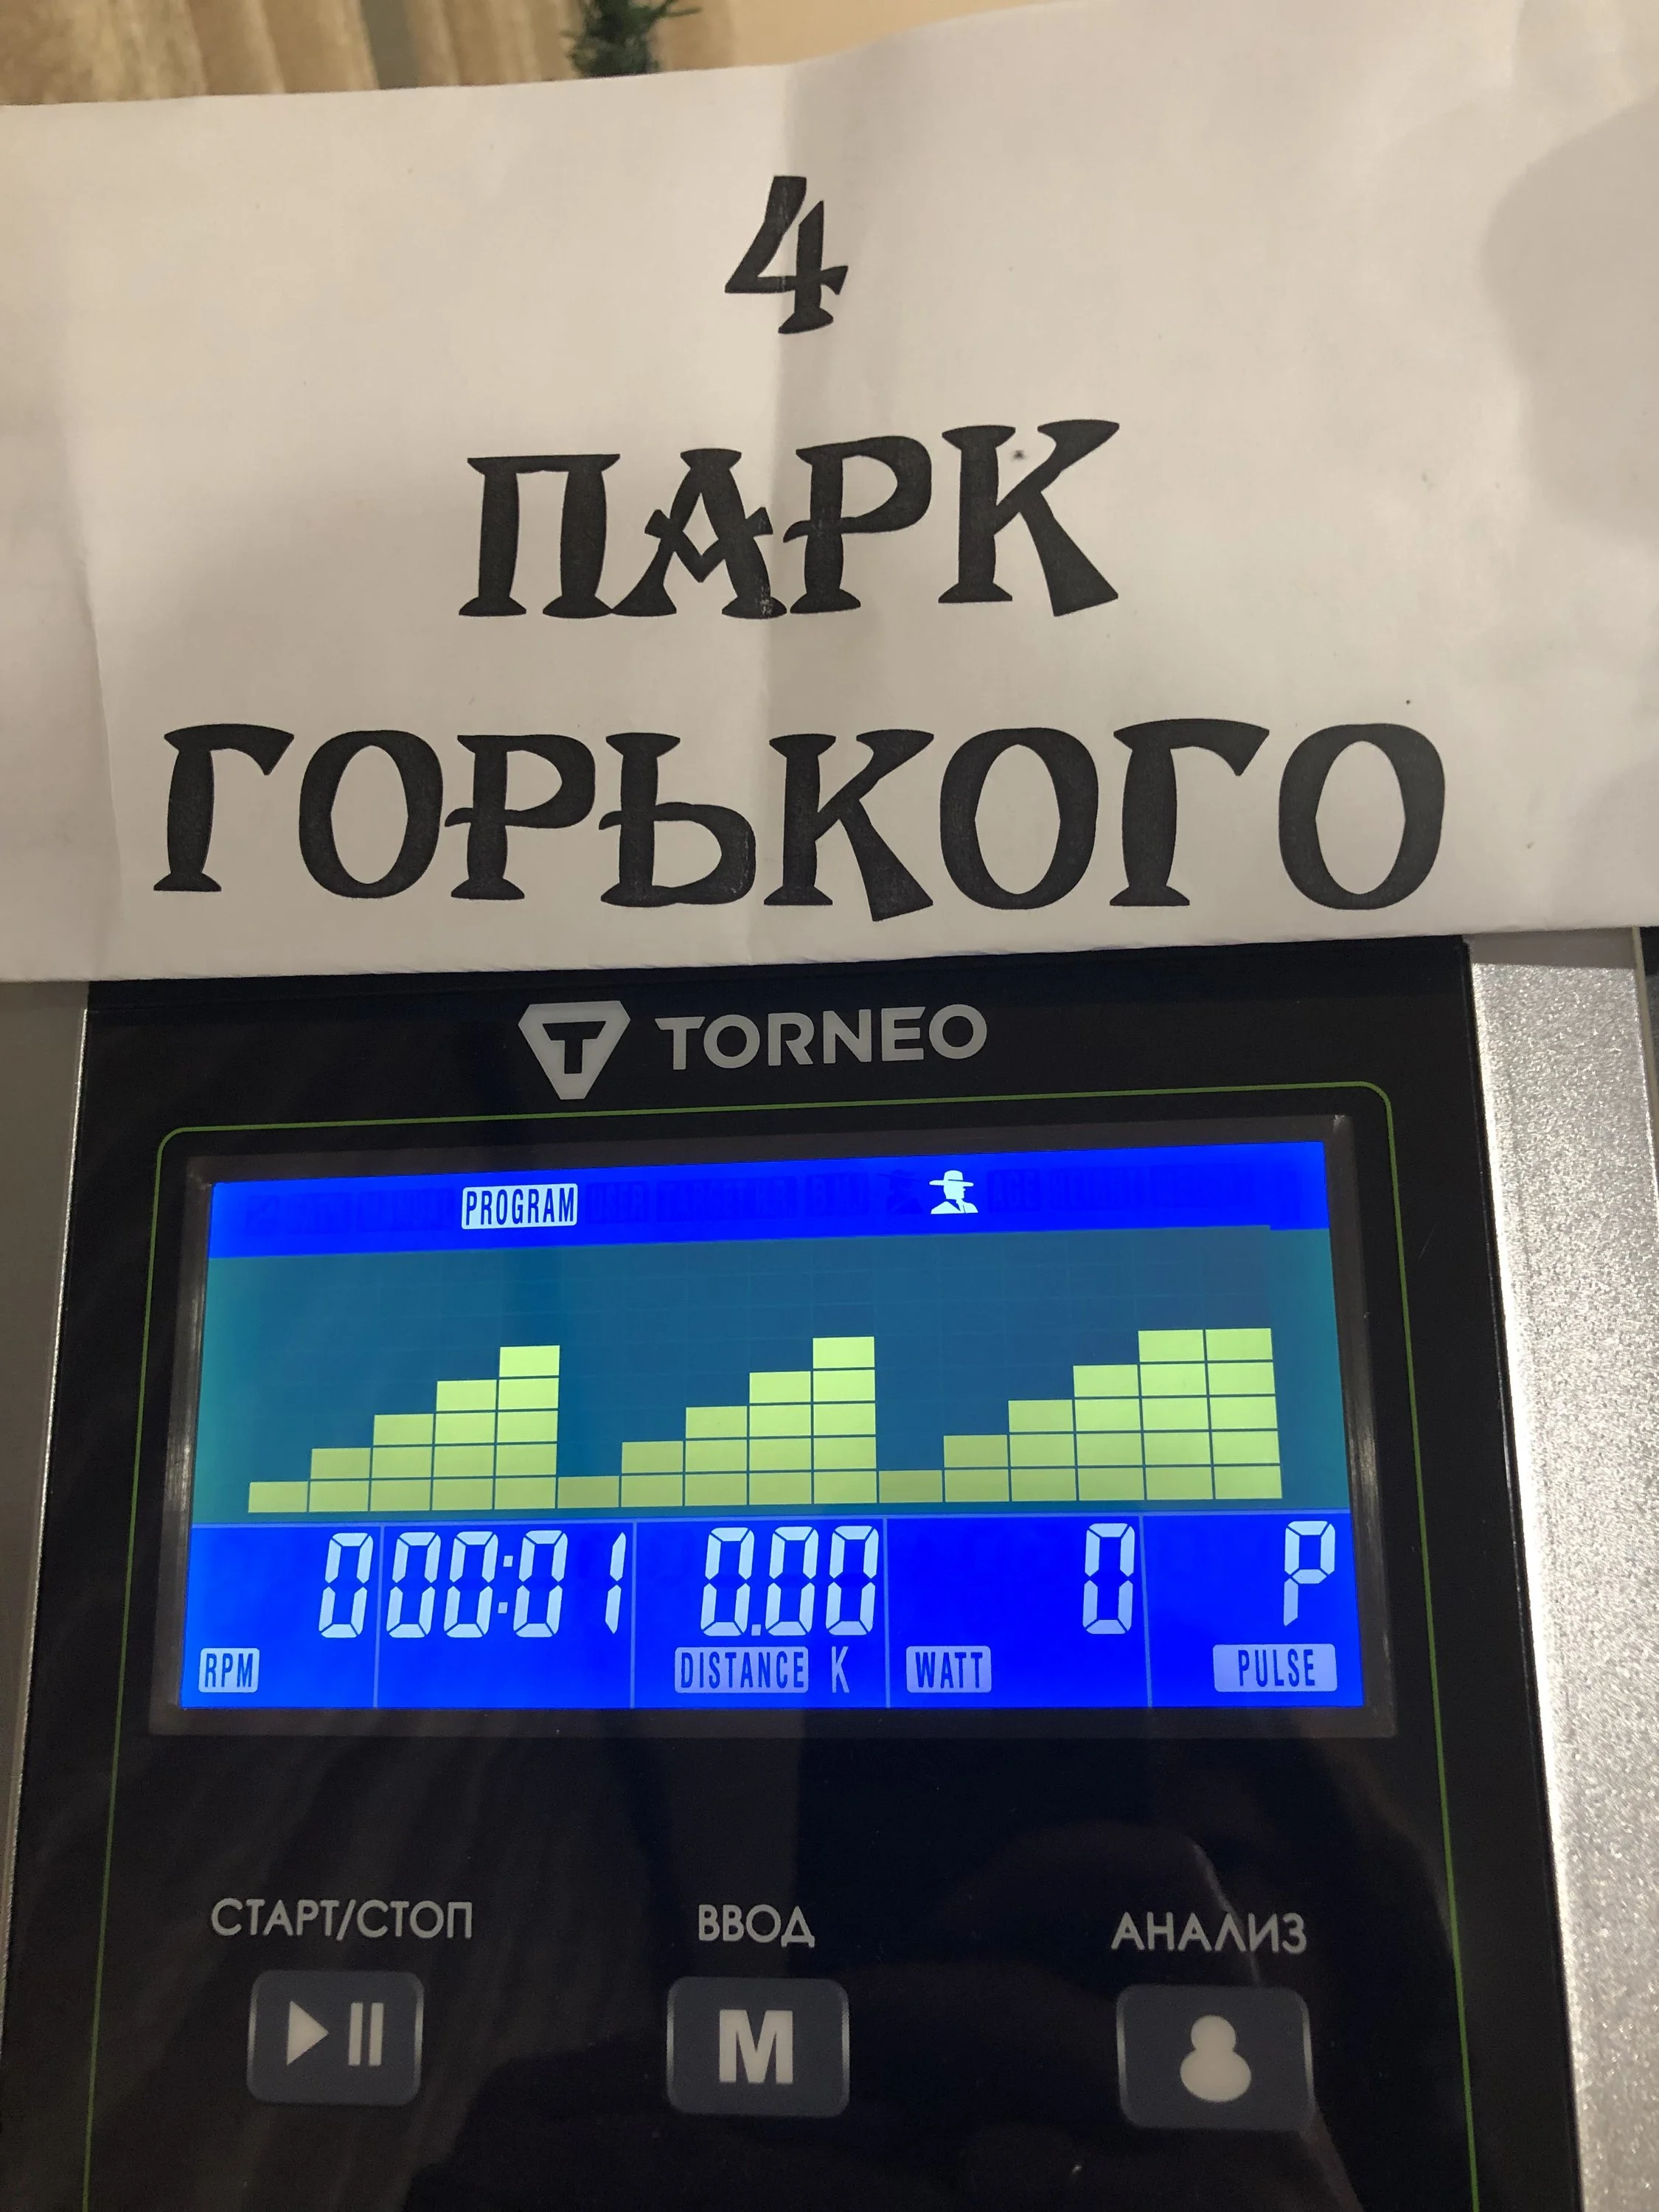 4
ПАРК
ГОРЬКОГО
TORNEO
PROGRAM
0 000:01 0.00 0 P
RPM DISTANCE K WATT PULSE
СТАРТ/СТОП ВВОД АНАЛИЗ
M